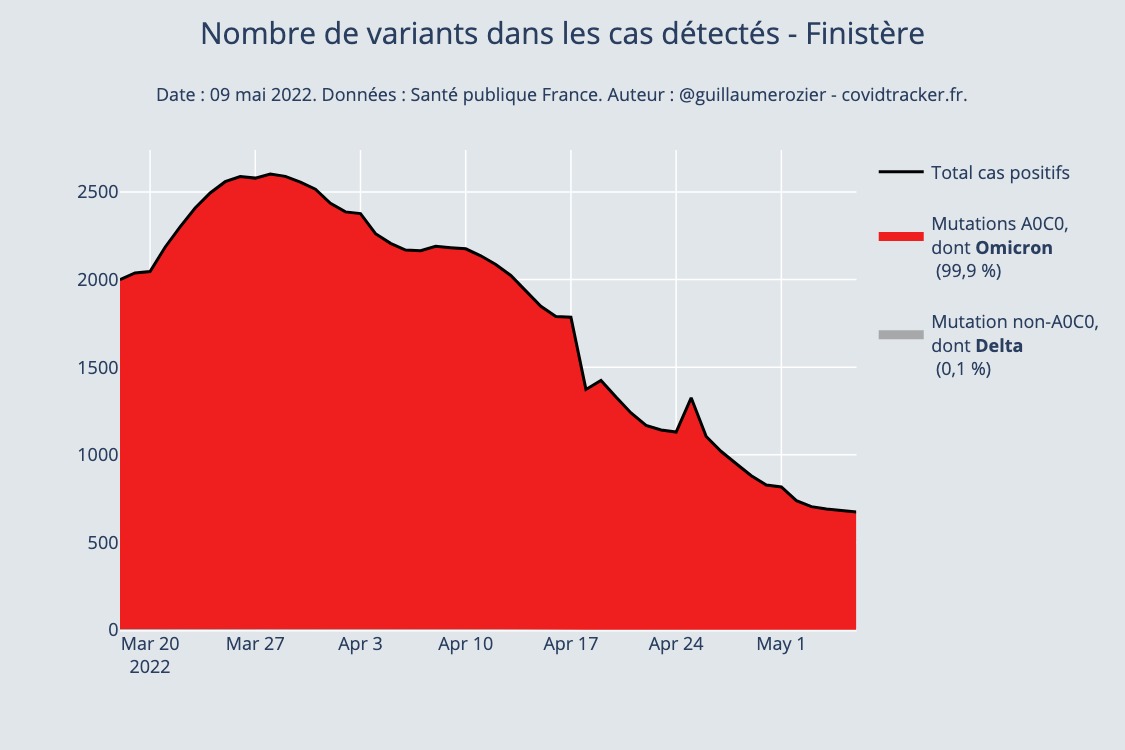 Nombre de variants dans les cas détectés - Finistère
Date : 09 mai 2022. Données : Santé publique France. Auteur : @guillaumerozier - covidtracker.fr.
Total cas positifs
Mutations A0C0,
dont Omicron
(99,9 %)
Mutation non-A0C0,
dont Delta
(0,1 %)
2500
2000
1500
1000
500
0
Mar 20
2022
Mar 27
Apr 3
Apr 10
Apr 17
Apr 24
May 1